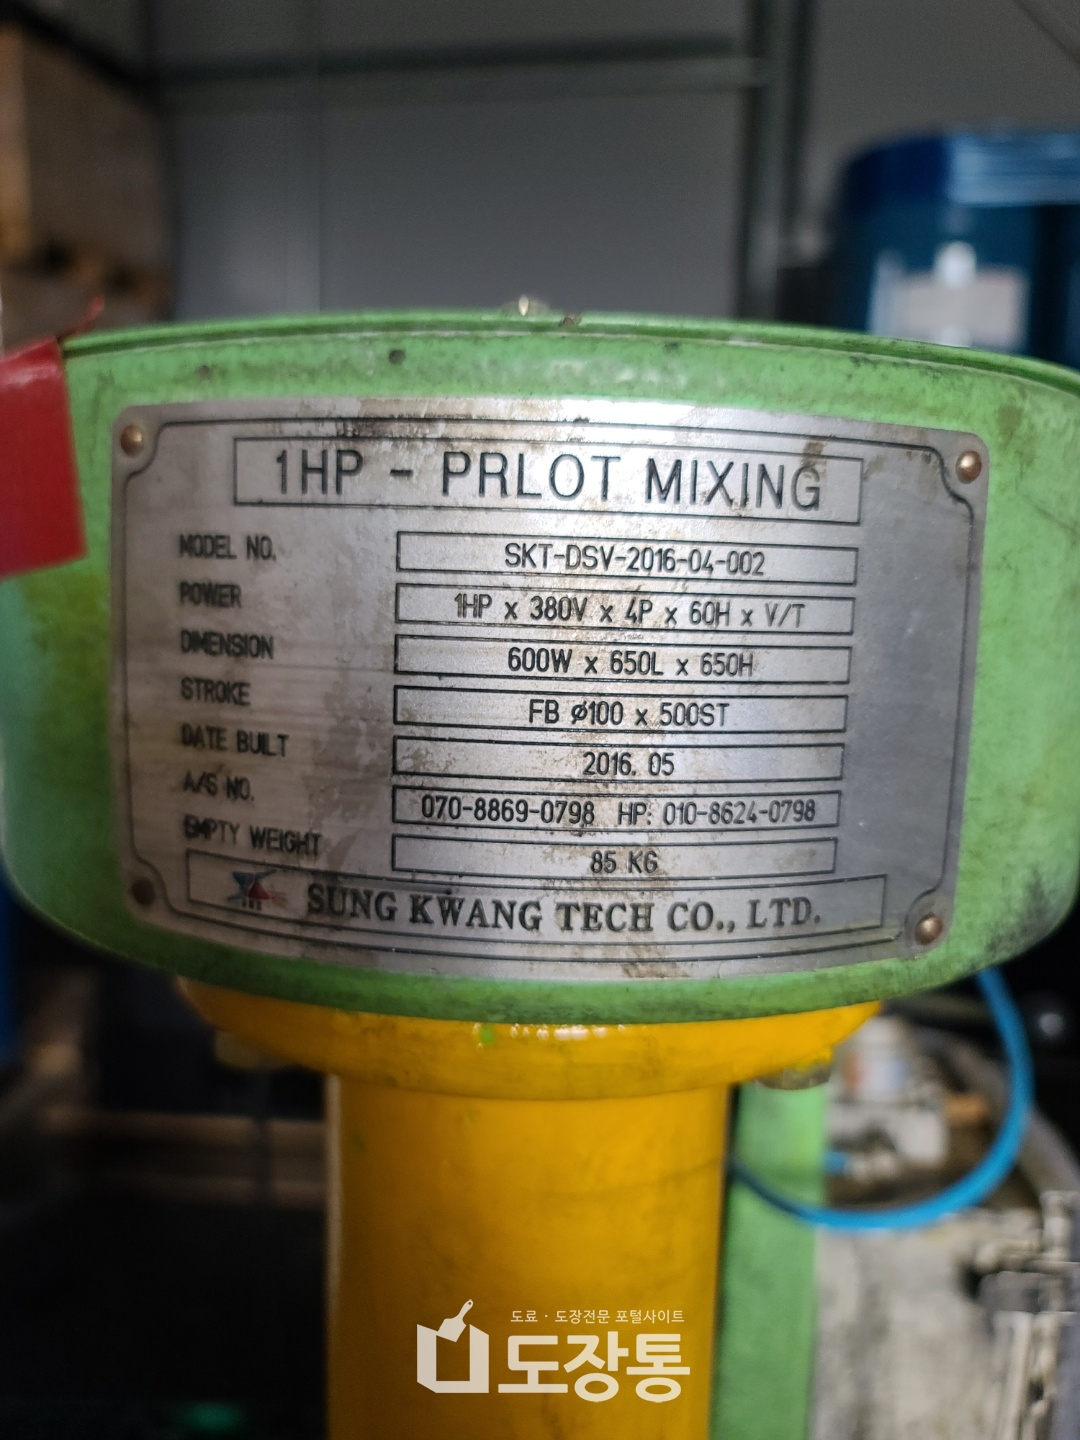 1HP - PRLOT MIXING
MODEL NO. SKT-DSV-2016-04-002
POWER 1HP x 380V x 4P x 60H x V/T
DIMENSION 600W x 650L x 650H
STROKE FB ø100 x 500ST
DATE BUILT 2016. 05
A/S NO. 070-8869-0798 HP: 010-8624-0798
EMPTY WEIGHT 85 KG
SUNG KWANG TECH CO., LTD.
도료 · 도장전문 포털사이트
도장통